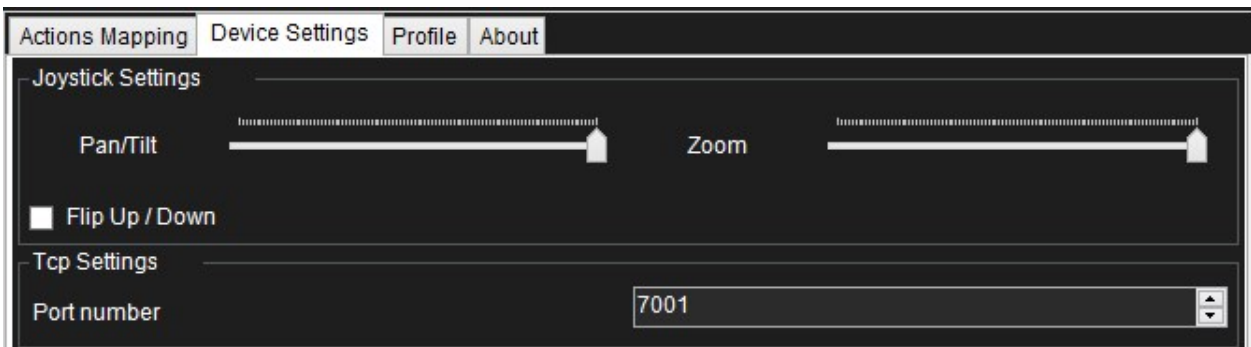 Actions Mapping Device Settings Profile About
Joystick Settings
Pan/Tilt Zoom
Flip Up / Down
Tcp Settings
Port number 7001